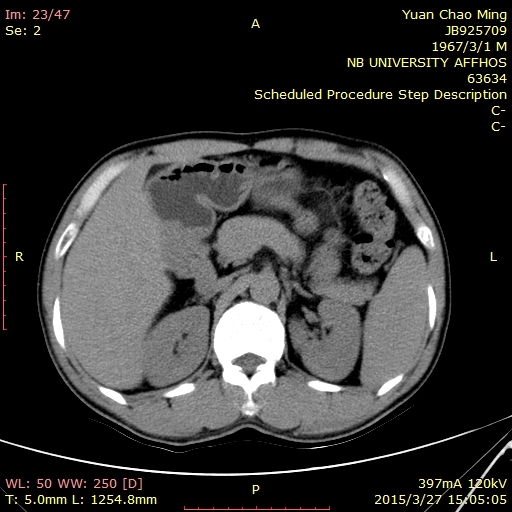 Im: 23/47
Se: 2
A
Yuan Chao Ming
JB925709
1967/3/1 M
NB UNIVERSITY AFFHOS
63634
Scheduled Procedure Step Description
C-
C-
R
L
WL: 50 WW: 250 [D]
T: 5.0mm L: 1254.8mm
P
397mA 120kV
2015/3/27 15:05:05